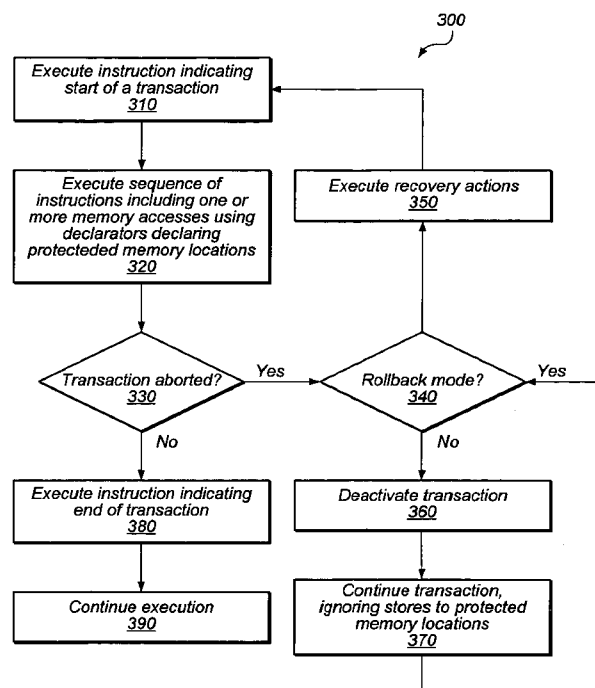 300
Execute instruction indicating
start of a transaction
310
Execute sequence of
instructions including one or
more memory accesses using
declarators declaring
protecteded memory locations
320
Execute recovery actions
350
Transaction aborted?
330
Yes
No
Rollback mode?
340
Yes
No
Execute instruction indicating
end of transaction
380
Deactivate transaction
360
Continue execution
390
Continue transaction,
ignoring stores to protected
memory locations
370